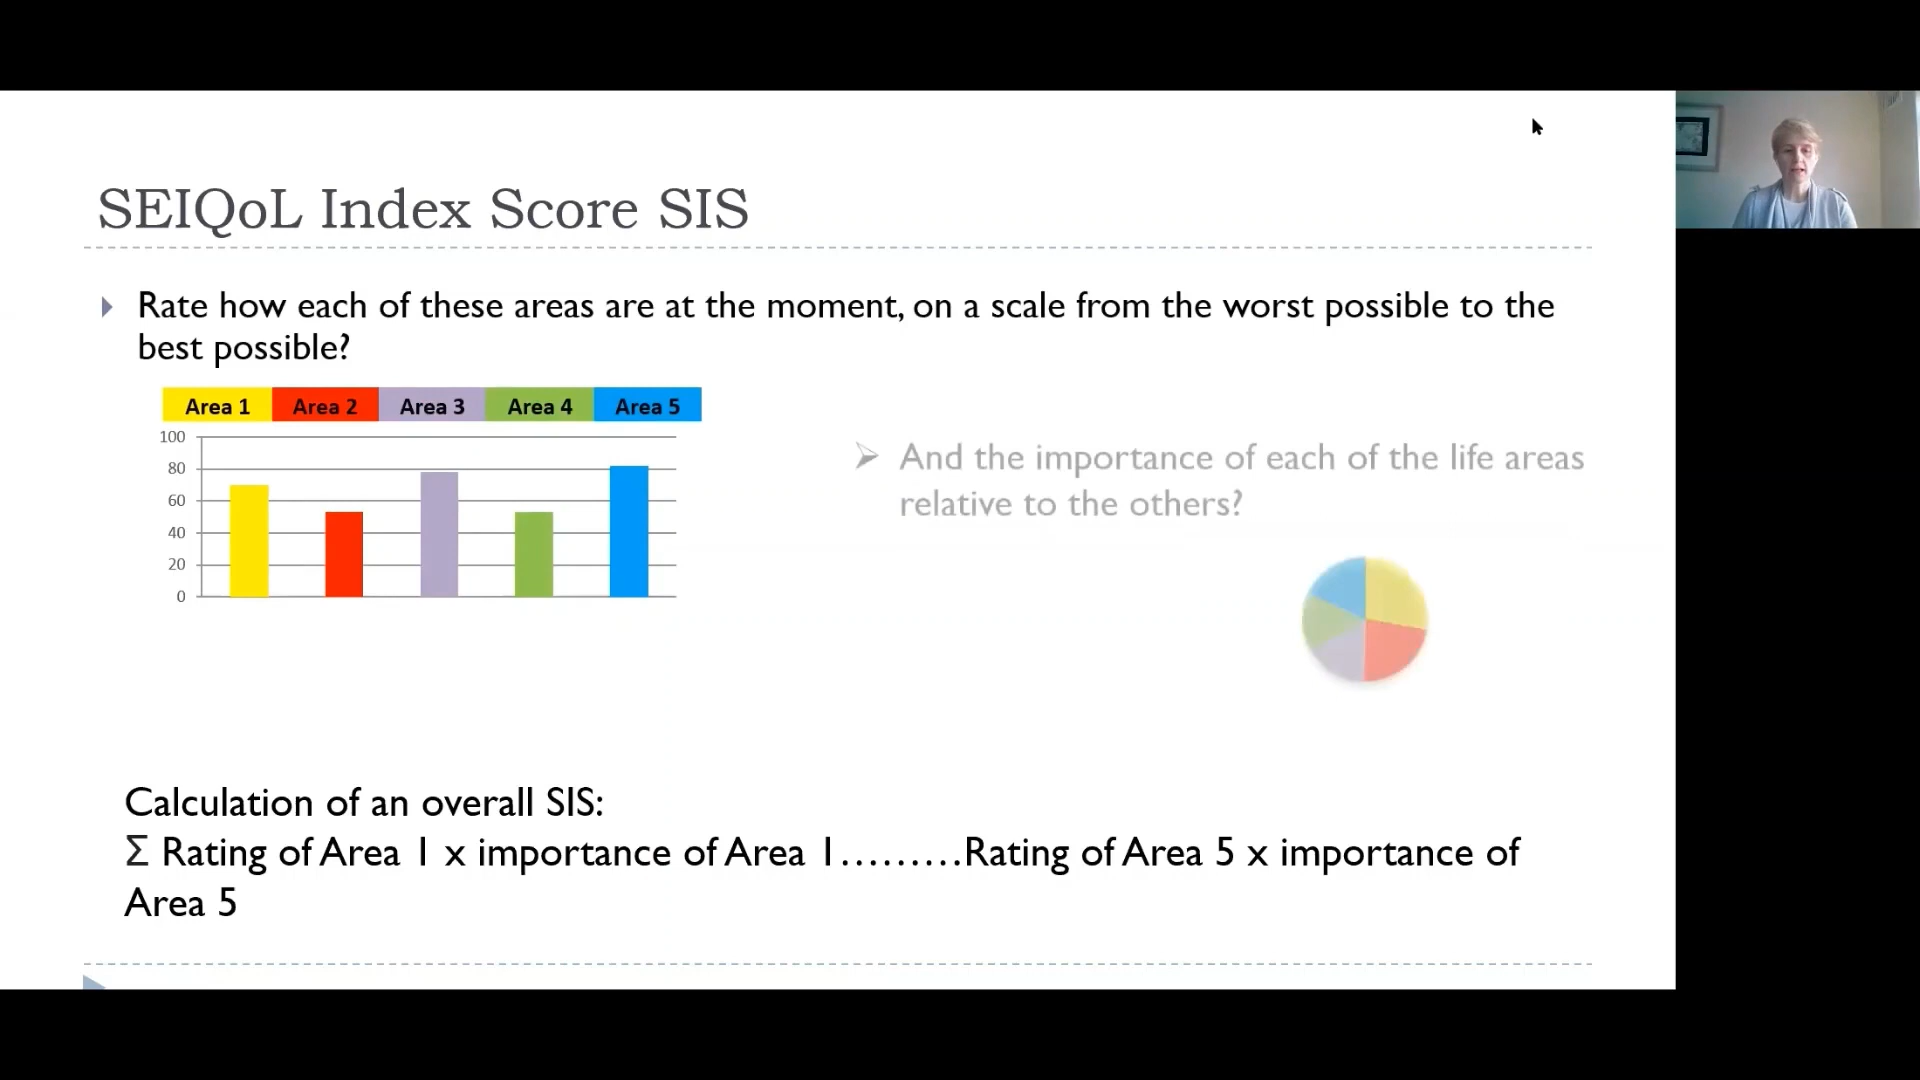 SEIQoL Index Score SIS
Rate how each of these areas are at the moment, on a scale from the worst possible to the
best possible?
Area 1 Area 2 Area 3 Area 4 Area 5
100
80
60
40
20
0
And the importance of each of the life areas
relative to the others?
Calculation of an overall SIS:
Σ Rating of Area 1 x importance of Area 1.........Rating of Area 5 x importance of
Area 5